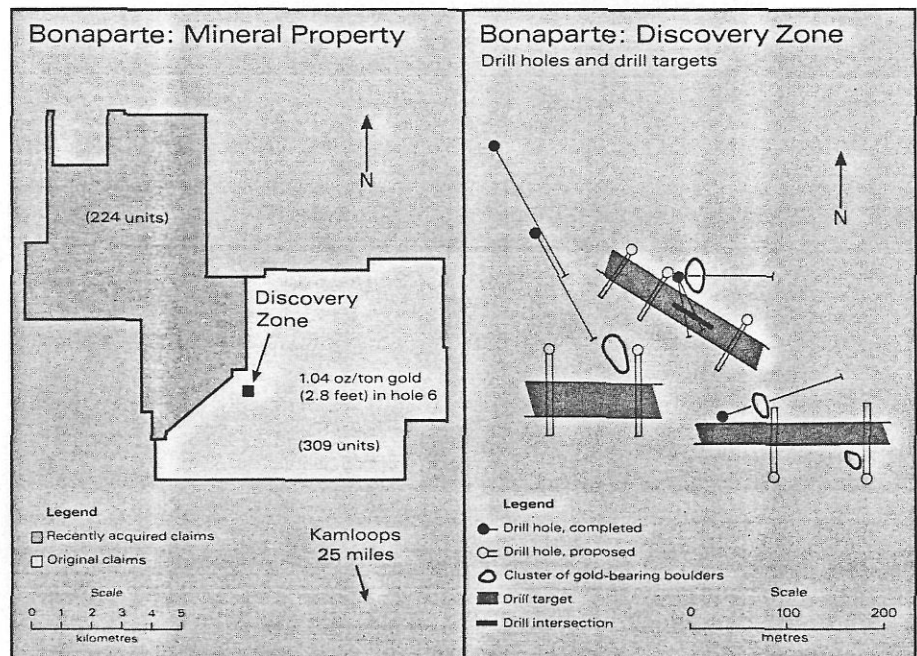 Bonaparte: Mineral Property
N
(224 units)
Discovery
Zone
1.04 oz/ton gold
(2.8 feet) in hole 6
(309 units)
Legend
Recently acquired claims
Original claims
Kamloops
25 miles
Scale
0 1 2 3 4 5
kilometres
Bonaparte: Discovery Zone
Drill holes and drill targets
N
Legend
Drill hole, completed
Drill hole, proposed
Cluster of gold-bearing boulders
Drill target
Drill intersection
Scale
0 100 200
metres